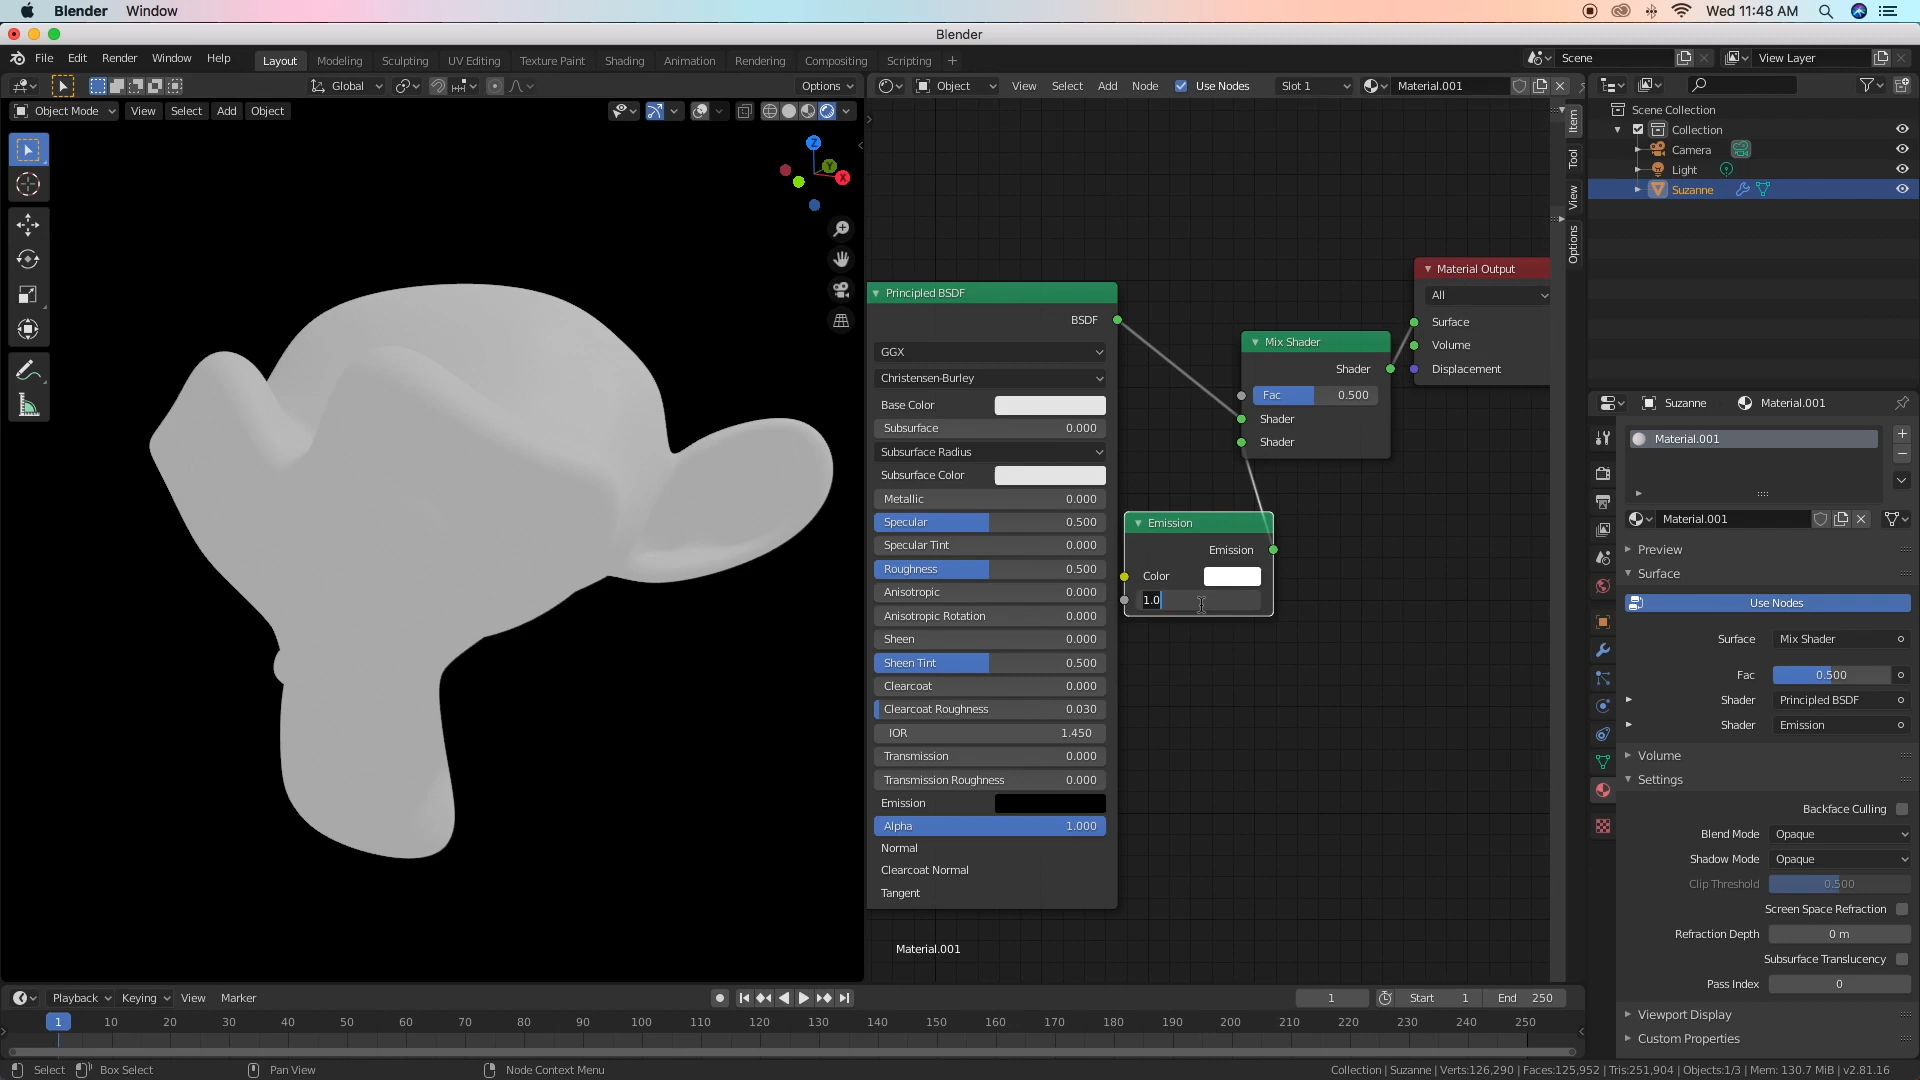 Blender Window Wed 11:48 AM
Blender
File Edit Render Window Help Layout Modeling Sculpting UV Editing Texture Paint Shading Animation Rendering Compositing Scripting + Scene View Layer
Global Options Object View Select Add Node Use Nodes Slot 1 Material.001
Object Mode View Select Add Object
Z
Y
X
Item
Tool
View
Options
Principled BSDF
BSDF
GGX
Christensen-Burley
Base Color
Subsurface 0.000
Subsurface Radius
Subsurface Color
Metallic 0.000
Specular 0.500
Specular Tint 0.000
Roughness 0.500
Anisotropic 0.000
Anisotropic Rotation 0.000
Sheen 0.000
Sheen Tint 0.500
Clearcoat 0.000
Clearcoat Roughness 0.030
IOR 1.450
Transmission 0.000
Transmission Roughness 0.000
Emission
Alpha 1.000
Normal
Clearcoat Normal
Tangent
Mix Shader
Shader
Fac 0.500
Shader
Shader
Material Output
All
Surface
Volume
Displacement
Emission
Emission
Color
1.0
Material.001
Scene Collection
Collection
Camera
Light
Suzanne
Suzanne Material.001
Material.001
Material.001
Preview
Surface
Use Nodes
Surface Mix Shader
Fac 0.500
Shader Principled BSDF
Shader Emission
Volume
Settings
Backface Culling
Blend Mode Opaque
Shadow Mode Opaque
Clip Threshold 0.500
Screen Space Refraction
Refraction Depth 0 m
Subsurface Translucency
Pass Index 0
Viewport Display
Custom Properties
Playback Keying View Marker 1 Start 1 End 250
1 10 20 30 40 50 60 70 80 90 100 110 120 130 140 150 160 170 180 190 200 210 220 230 240 250
Select Box Select Pan View Node Context Menu Collection | Suzanne | Verts:126,290 | Faces:125,952 | Tris:251,904 | Objects:1/3 | Mem: 130.7 MiB | v2.81.16